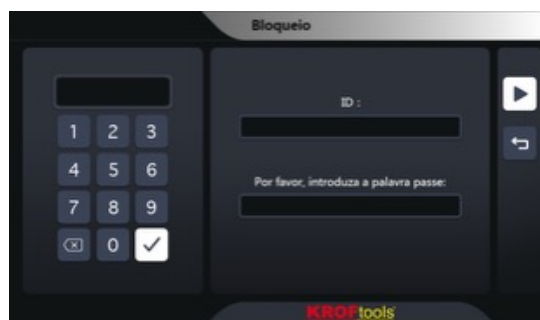 Bloqueio
1 2 3
4 5 6
7 8 9
0
ID :
Por favor, introduza a palavra passe:
KROFtools